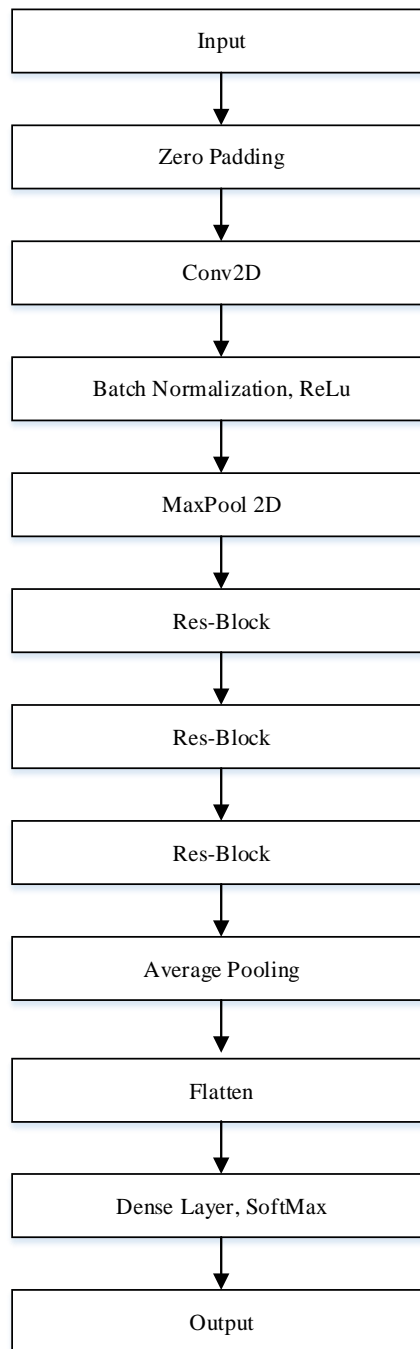 Input
Zero Padding
Conv2D
Batch Normalization, ReLu
MaxPool 2D
Res-Block
Res-Block
Res-Block
Average Pooling
Flatten
Dense Layer, SoftMax
Output